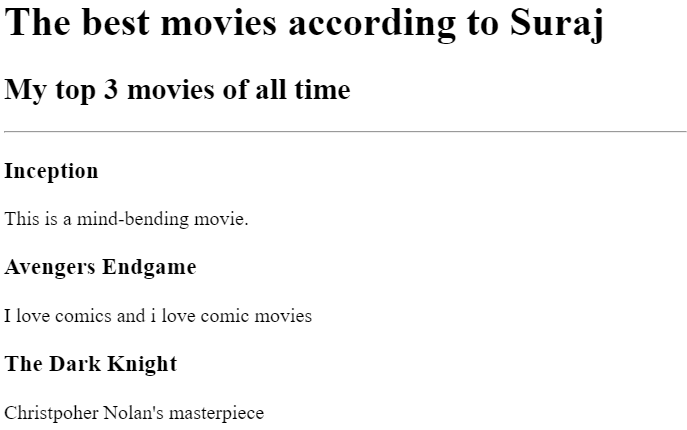 The best movies according to Suraj
My top 3 movies of all time
Inception
This is a mind-bending movie.
Avengers Endgame
I love comics and i love comic movies
The Dark Knight
Christpoher Nolan's masterpiece